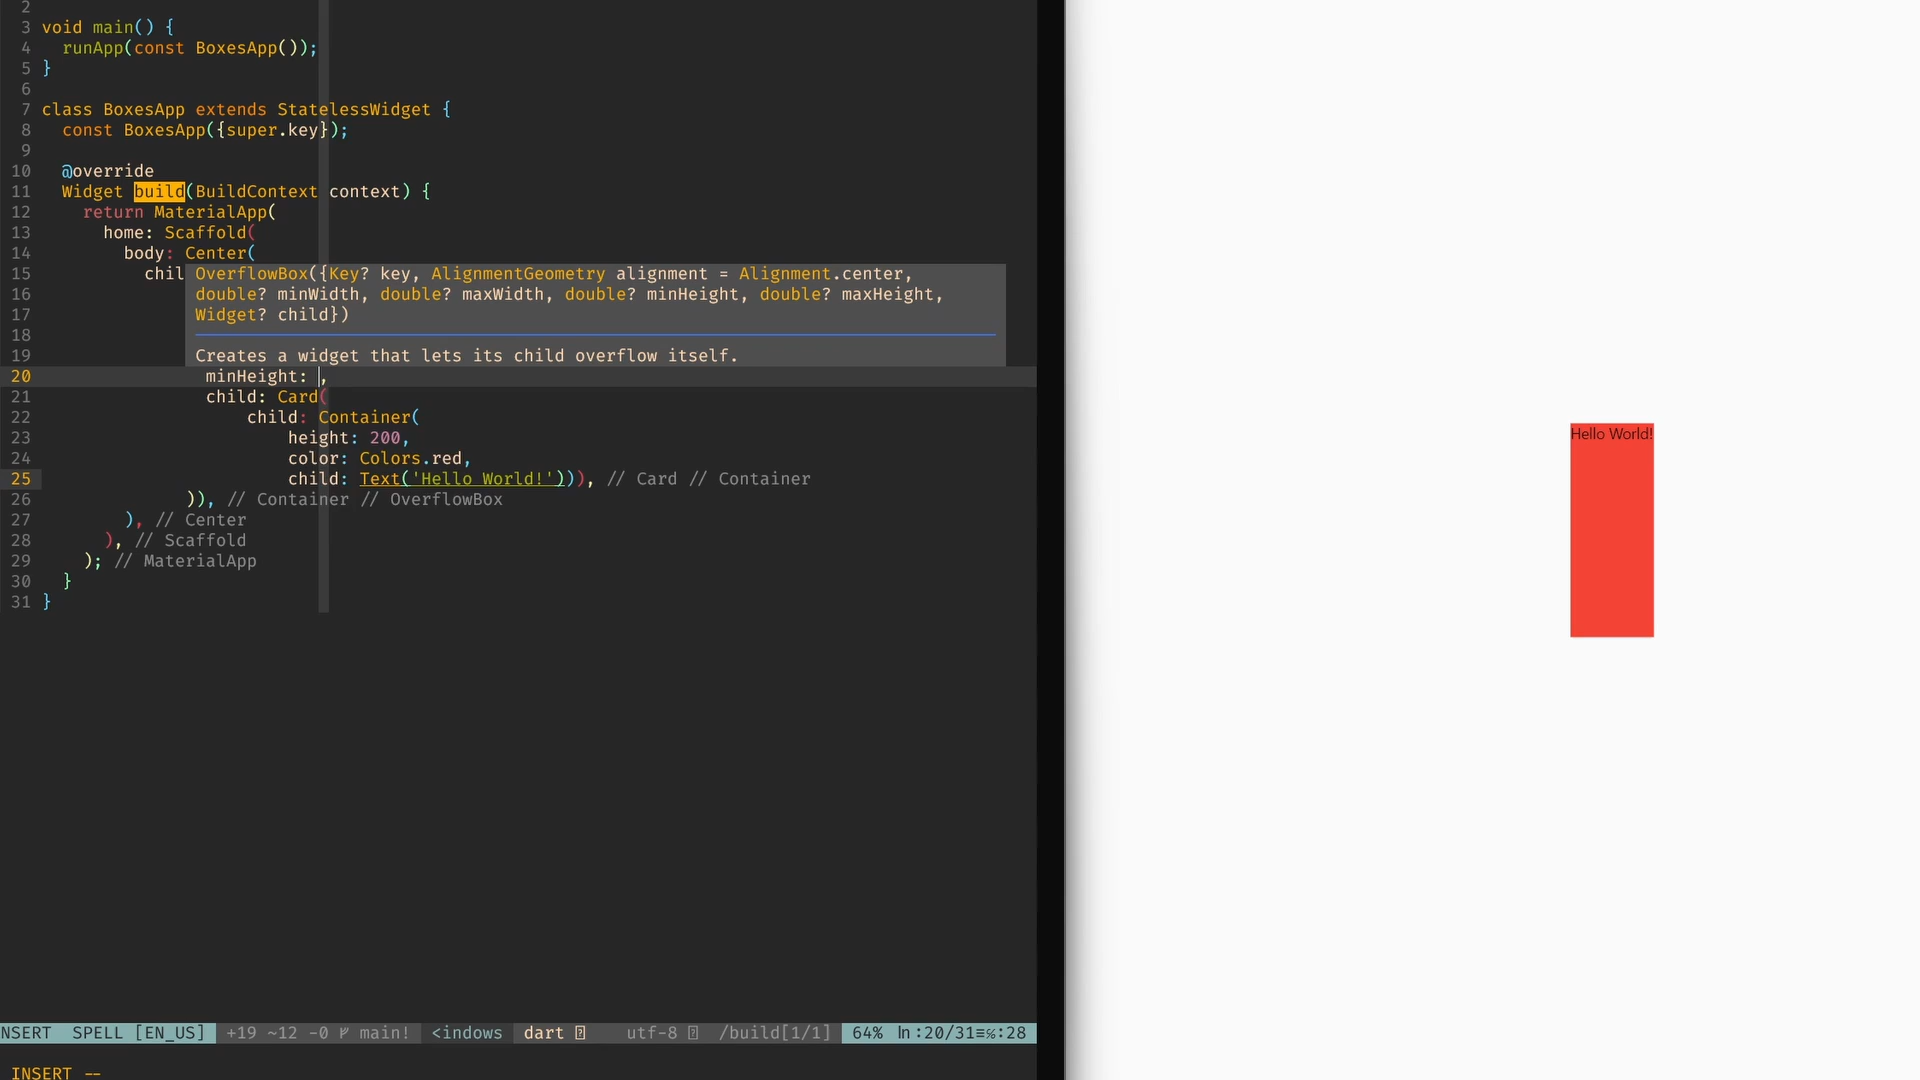 2
3 void main() {
4 runApp(const BoxesApp());
5 }
6
7 class BoxesApp extends StatelessWidget {
8 const BoxesApp({super.key});
9
10 @override
11 Widget build(BuildContext context) {
12 return MaterialApp(
13 home: Scaffold(
14 body: Center(
15 chil OverflowBox({Key? key, AlignmentGeometry alignment = Alignment.center,
16 double? minWidth, double? maxWidth, double? minHeight, double? maxHeight,
17 Widget? child})
18
19 Creates a widget that lets its child overflow itself.
20 minHeight: ,
21 child: Card(
22 child: Container(
23 height: 200,
24 color: Colors.red,
25 child: Text('Hello World!'))), // Card // Container
26 )), // Container // OverflowBox
27 ), // Center
28 ), // Scaffold
29 ); // MaterialApp
30 }
31 }
NSERT SPELL [EN_US] +19 ~12 -0 main! <indows dart utf-8 /build[1/1] 64% ln:20/31≡℅:28
INSERT --
Hello World!